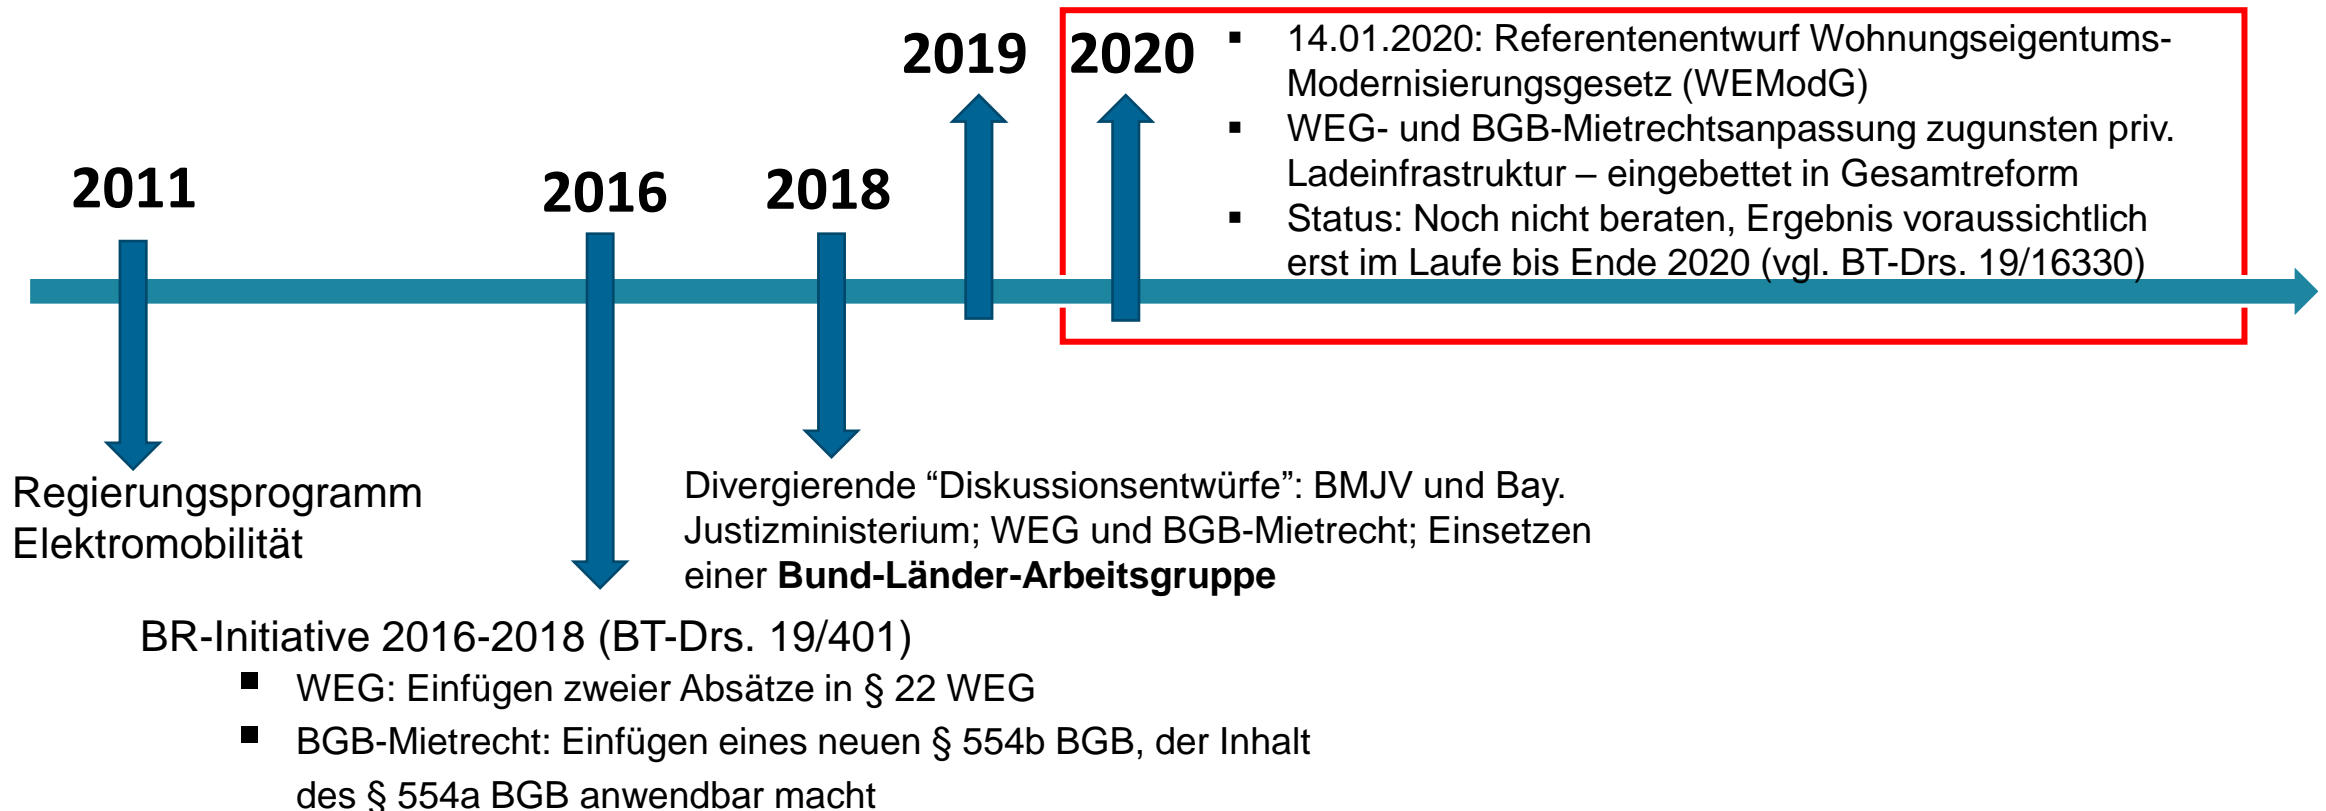 2011
2016
2018
2019
2020
▪ 14.01.2020: Referentenentwurf Wohnungseigentums-
Modernisierungsgesetz (WEModG)
▪ WEG- und BGB-Mietrechtsanpassung zugunsten priv.
Ladeinfrastruktur – eingebettet in Gesamtreform
▪ Status: Noch nicht beraten, Ergebnis voraussichtlich
erst im Laufe bis Ende 2020 (vgl. BT-Drs. 19/16330)
Regierungsprogramm
Elektromobilität
Divergierende “Diskussionsentwürfe”: BMJV und Bay.
Justizministerium; WEG und BGB-Mietrecht; Einsetzen
einer Bund-Länder-Arbeitsgruppe
BR-Initiative 2016-2018 (BT-Drs. 19/401)
▪ WEG: Einfügen zweier Absätze in § 22 WEG
▪ BGB-Mietrecht: Einfügen eines neuen § 554b BGB, der Inhalt
des § 554a BGB anwendbar macht